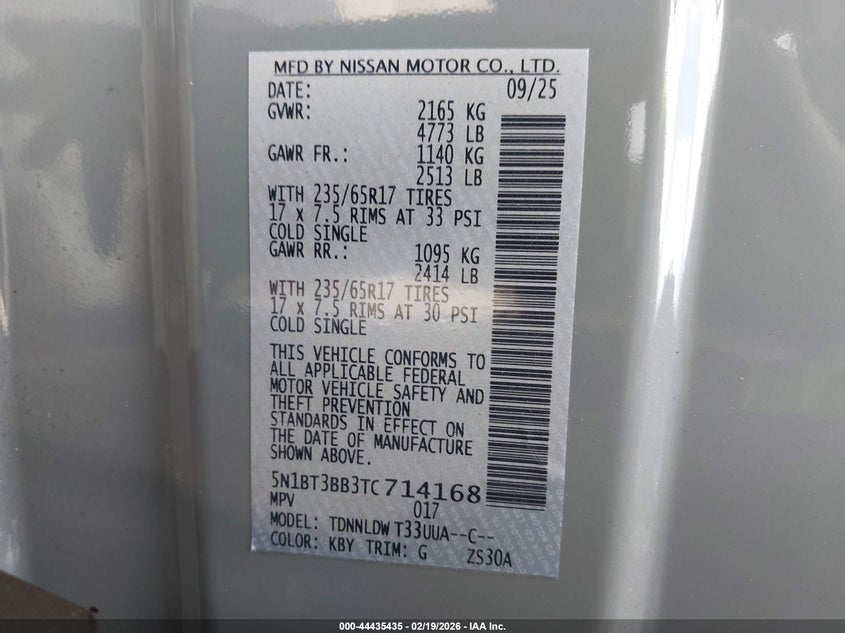 MFD BY NISSAN MOTOR CO., LTD.
DATE: 09/25
GVWR: 2165 KG
4773 LB
GAWR FR.: 1140 KG
2513 LB
WITH 235/65R17 TIRES
17 x 7.5 RIMS AT 33 PSI
COLD SINGLE
GAWR RR.: 1095 KG
2414 LB
WITH 235/65R17 TIRES
17 x 7.5 RIMS AT 30 PSI
COLD SINGLE
THIS VEHICLE CONFORMS TO
ALL APPLICABLE FEDERAL
MOTOR VEHICLE SAFETY AND
THEFT PREVENTION
STANDARDS IN EFFECT ON
THE DATE OF MANUFACTURE
SHOWN ABOVE.
5N1BT3BB3TC714168
MPV 017
MODEL: TDNNLDW T33UUA--C--
COLOR: KBY TRIM: G ZS30A
000-44435435 - 02/19/2026 - IAA Inc.